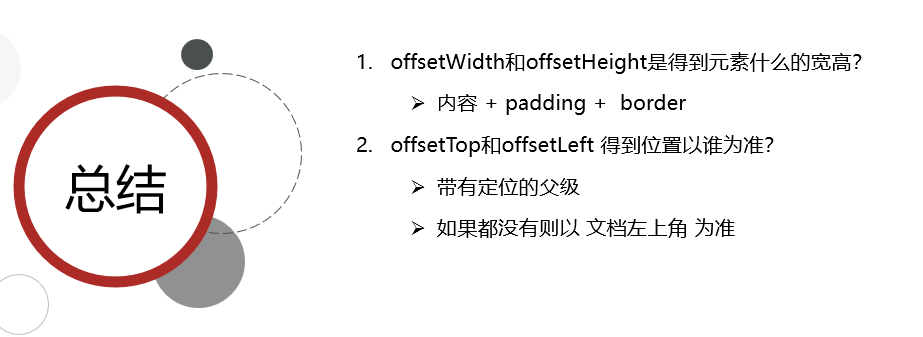 总结
1. offsetWidth和offsetHeight是得到元素什么的宽高?
➢ 内容 + padding + border
2. offsetTop和offsetLeft 得到位置以谁为准?
➢ 带有定位的父级
➢ 如果都没有则以 文档左上角 为准